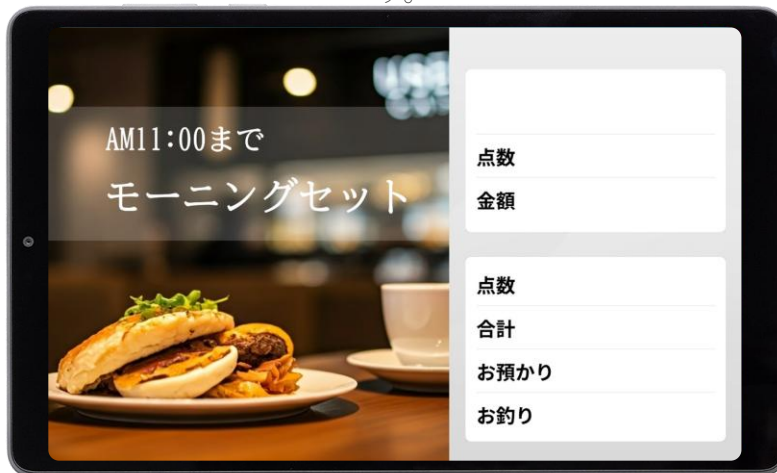 す。
AM11:00まで
モーニングセット
点数
金額
点数
合計
お預かり
お釣り